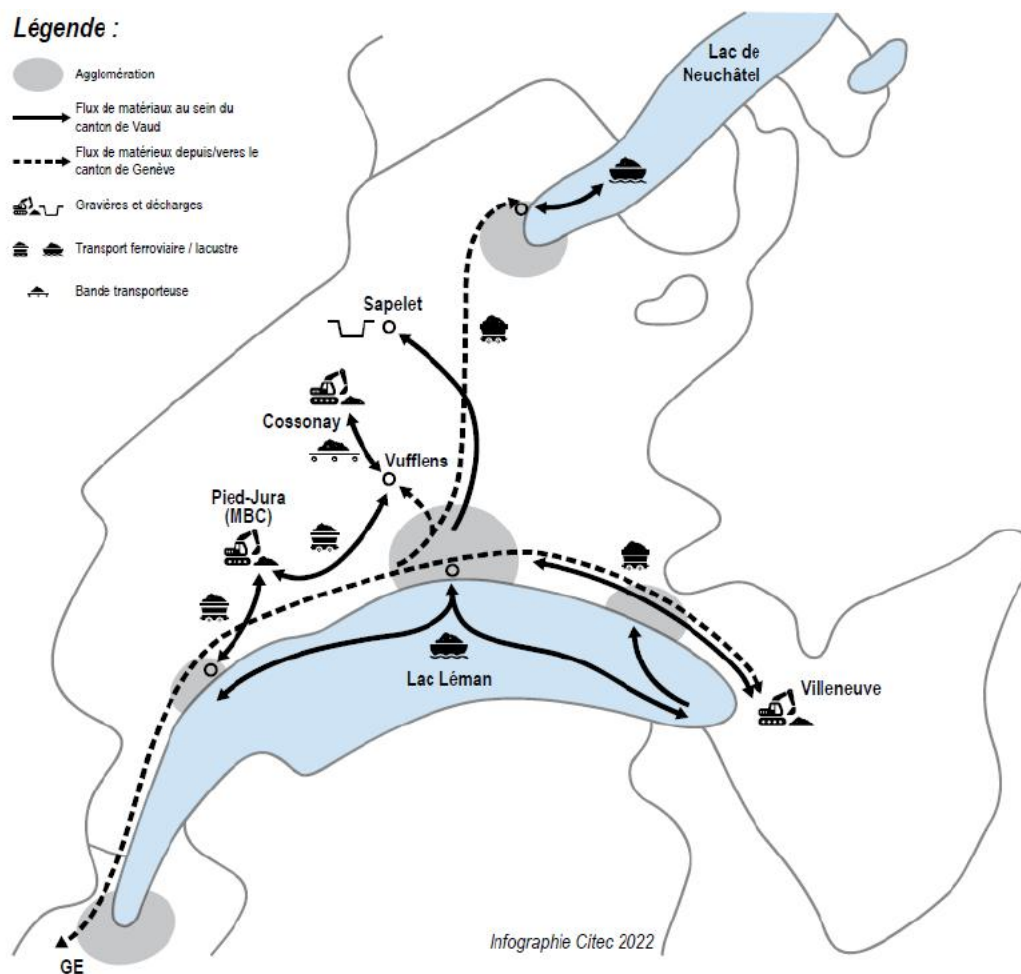 Légende :
Agglomération
Flux de matériaux au sein du
canton de Vaud
Flux de matérieux depuis/veres le
canton de Genève
Gravières et décharges
Transport ferroviaire / lacustre
Bande transporteuse
Lac de
Neuchâtel
Sapelet
Cossonay
Vufflens
Pied-Jura
(MBC)
Lac Léman
Villeneuve
Infographie Citec 2022
GE